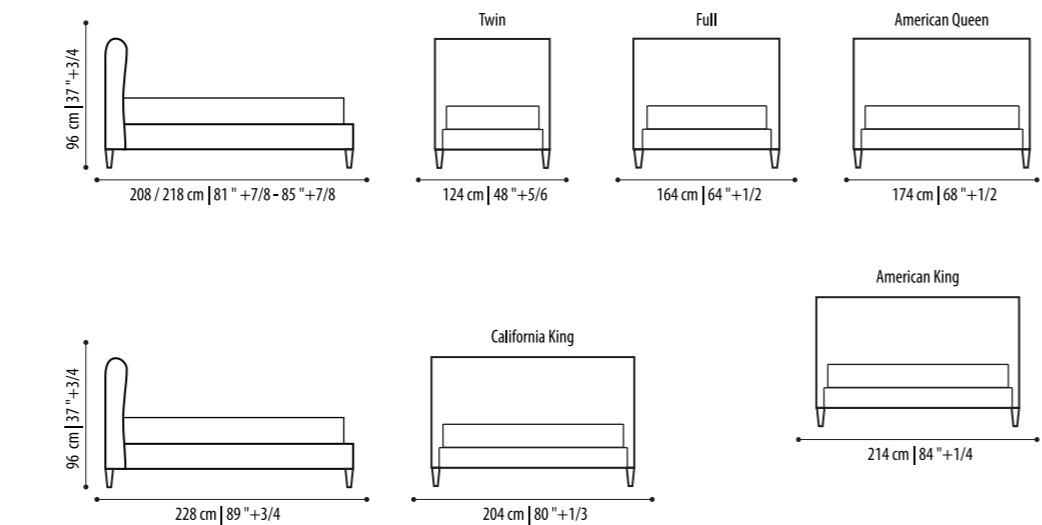 Twin
Full
American Queen
96 cm | 37 "+3/4
208 / 218 cm | 81 " +7/8 - 85 "+7/8
124 cm | 48 "+5/6
164 cm | 64 "+1/2
174 cm | 68 "+1/2
American King
California King
96 cm | 37 "+3/4
214 cm | 84 "+1/4
228 cm | 89 "+3/4
204 cm | 80 "+1/3